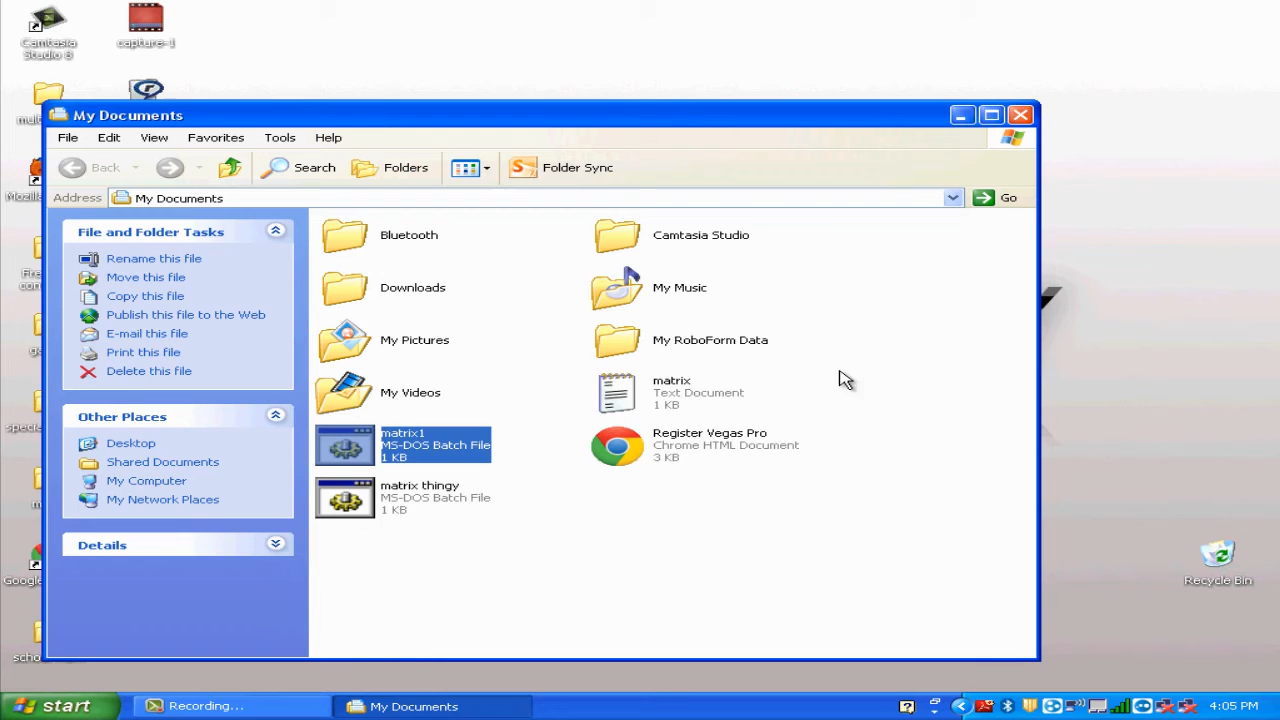 Camtasia
Studio 8
capture-1
My Documents
File Edit View Favorites Tools Help
Back Search Folders Folder Sync
Address My Documents Go
File and Folder Tasks
Rename this file
Move this file
Copy this file
Publish this file to the Web
E-mail this file
Print this file
Delete this file
Other Places
Desktop
Shared Documents
My Computer
My Network Places
Details
Bluetooth
Camtasia Studio
Downloads
My Music
My Pictures
My RoboForm Data
My Videos
matrix
Text Document
1 KB
matrix1
MS-DOS Batch File
1 KB
Register Vegas Pro
Chrome HTML Document
3 KB
matrix thingy
MS-DOS Batch File
1 KB
Recycle Bin
start
Recording...
My Documents
4:05 PM